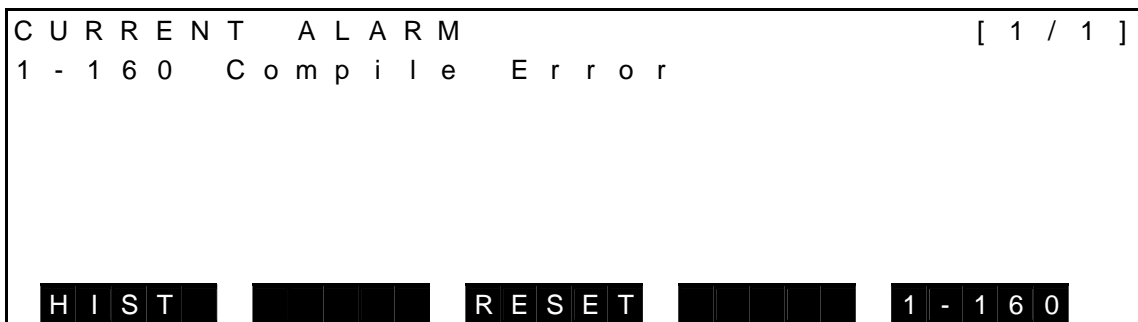 CURRENT ALARM [1/1]
1-160 Compile Error
HIST RESET 1-160